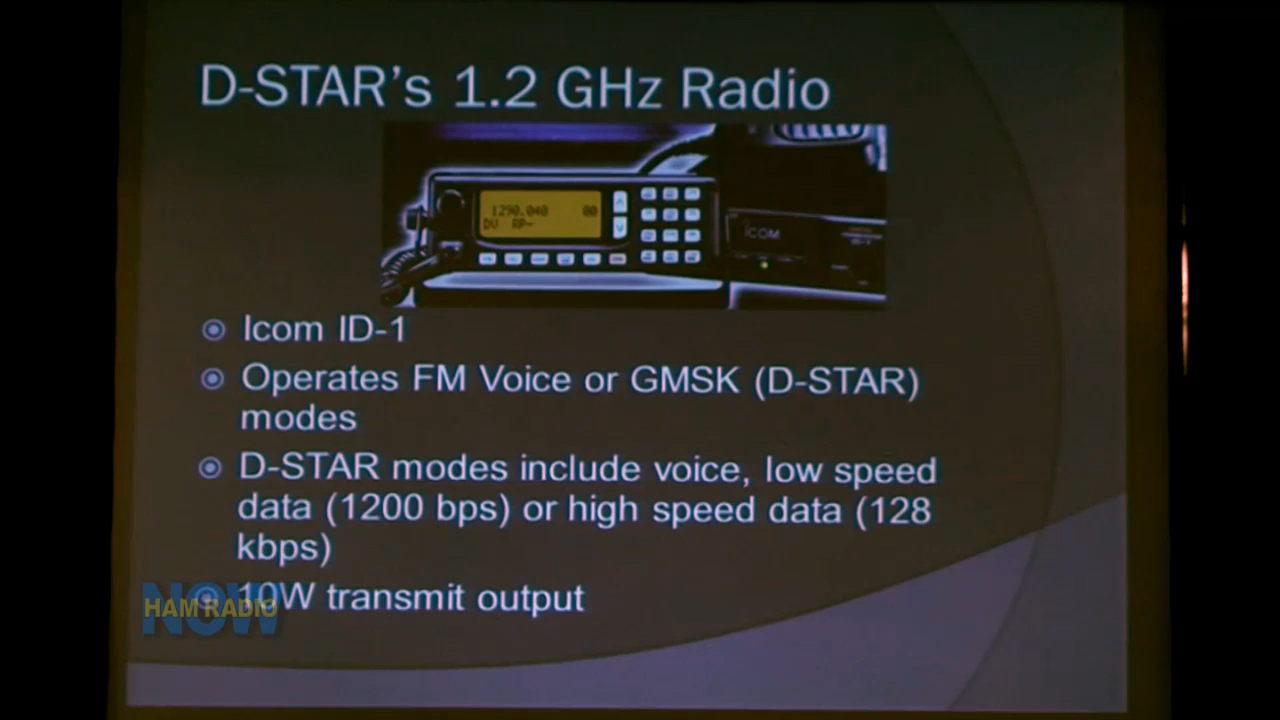 D-STAR's 1.2 GHz Radio
1290.040 00
DV RP-
ICOM
Icom ID-1
Operates FM Voice or GMSK (D-STAR)
modes
D-STAR modes include voice, low speed
data (1200 bps) or high speed data (128
kbps)
10W transmit output
HAM RADIO
NOW